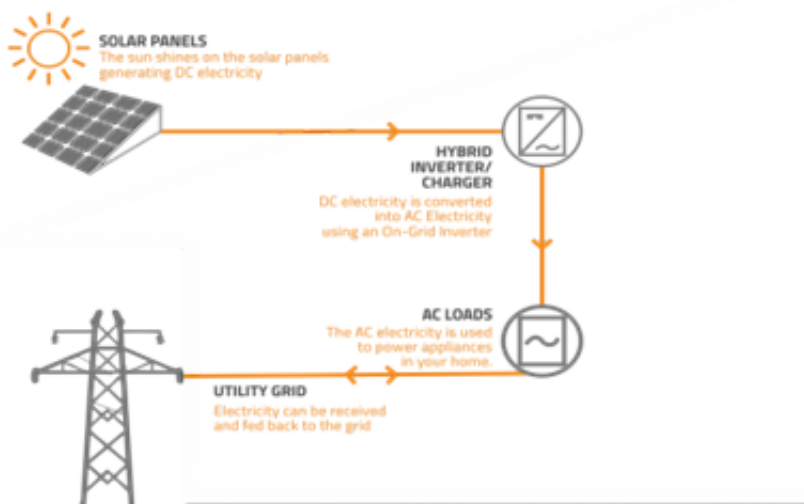 SOLAR PANELS
The sun shines on the solar panels
generating DC electricity
HYBRID
INVERTER/
CHARGER
DC electricity is converted
into AC Electricity
using an On-Grid Inverter
AC LOADS
The AC electricity is used
to power appliances
in your home.
UTILITY GRID
Electricity can be received
and fed back to the grid